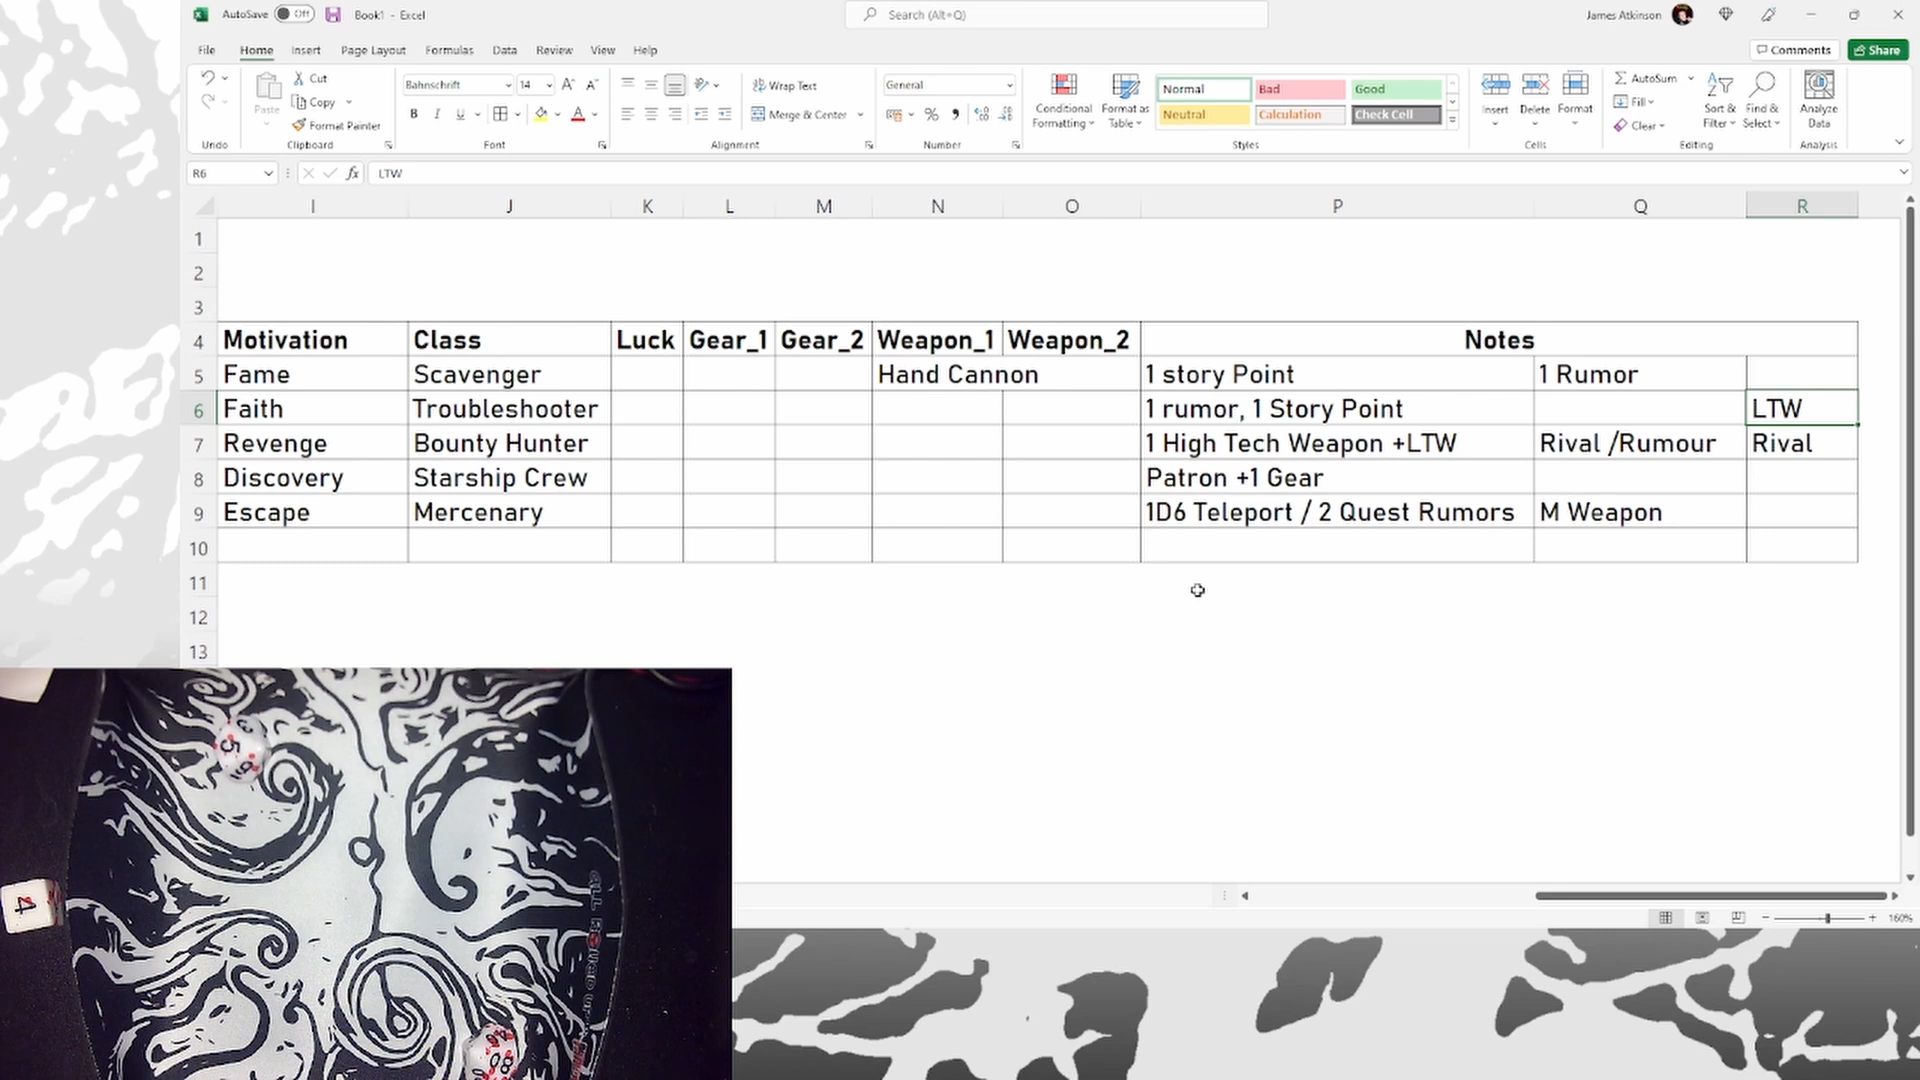 AutoSave Off Book1 - Excel Search (Alt+Q) James Atkinson
File Home Insert Page Layout Formulas Data Review View Help Comments Share
Paste Cut Copy Format Painter
Bahnschrift 14 B I U A
Wrap Text Merge & Center
General %
Conditional Formatting Format as Table
Normal Bad Good
Neutral Calculation Check Cell
Insert Delete Format
AutoSum Fill Clear Sort & Filter Find & Select Analyze Data
Undo Clipboard Font Alignment Number Styles Cells Editing Analysis
R6 fx LTW
I J K L M N O P Q R
1
2
3
4 Motivation Class Luck Gear_1 Gear_2 Weapon_1 Weapon_2 Notes
5 Fame Scavenger Hand Cannon 1 story Point 1 Rumor
6 Faith Troubleshooter 1 rumor, 1 Story Point LTW
7 Revenge Bounty Hunter 1 High Tech Weapon +LTW Rival /Rumour Rival
8 Discovery Starship Crew Patron +1 Gear
9 Escape Mercenary 1D6 Teleport / 2 Quest Rumors M Weapon
10
11
12
13
5
4
160%